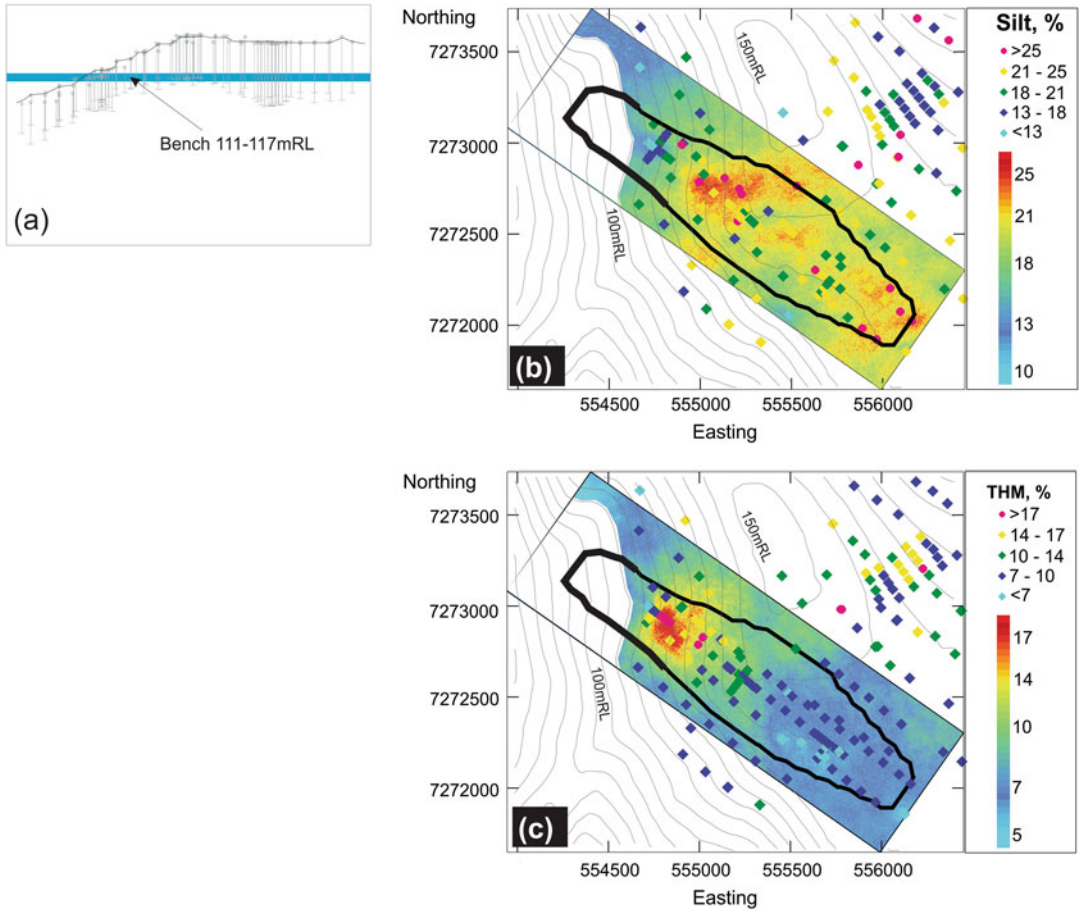 (a)
Bench 111-117mRL
Northing
7273500
7273000
7272500
7272000
150mRL
100mRL
(b)
554500 555000 555500 556000
Easting
Silt, %
>25
21 - 25
18 - 21
13 - 18
<13
25
21
18
13
10
Northing
7273500
7273000
7272500
7272000
150mRL
100mRL
(c)
554500 555000 555500 556000
Easting
THM, %
>17
14 - 17
10 - 14
7 - 10
<7
17
14
10
7
5